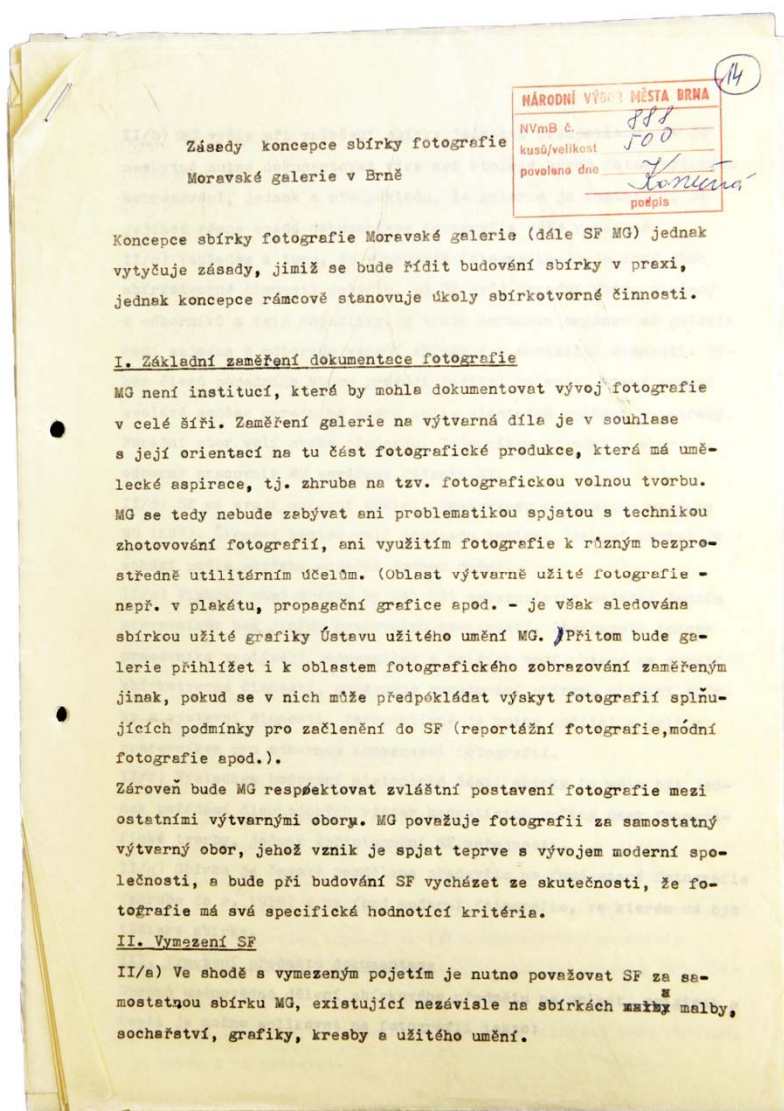 14
NÁRODNÍ VÝBOR MĚSTA BRNA
NVmB č. 888
kusů/velikost 500
povoleno dne
Konečná
podpis
Zásady koncepce sbírky fotografie
Moravské galerie v Brně
Koncepce sbírky fotografie Moravské galerie (dále SF MG) jednak
vytyčuje zásady, jimiž se bude řídit budování sbírky v praxi,
jednak koncepce rámcově stanovuje úkoly sbírkotvorné činnosti.
I. Základní zaměření dokumentace fotografie
MG není institucí, která by mohla dokumentovat vývoj fotografie
v celé šíři. Zaměření galerie na výtvarná díla je v souhlase
s její orientací na tu část fotografické produkce, která má umě-
lecké aspirace, tj. zhruba na tzv. fotografickou volnou tvorbu.
MG se tedy nebude zabývat ani problematikou spjatou s technikou
zhotovování fotografií, ani využitím fotografie k různým bezpro-
středně utilitárním účelům. (Oblast výtvarně užité fotografie -
např. v plakátu, propagační grafice apod. - je však sledována
sbírkou užité grafiky Ústavu užitého umění MG. )Přitom bude ga-
lerie přihlížet i k oblastem fotografického zobrazování zaměřeným
jinak, pokud se v nich může předpokládat výskyt fotografií splňu-
jících podmínky pro začlenění do SF (reportážní fotografie,módní
fotografie apod.).
Zároveň bude MG respektovat zvláštní postavení fotografie mezi
ostatními výtvarnými obory. MG považuje fotografii za samostatný
výtvarný obor, jehož vznik je spjat teprve s vývojem moderní spo-
lečnosti, a bude při budování SF vycházet ze skutečnosti, že fo-
tografie má svá specifická hodnotící kritéria.
II. Vymezení SF
II/a) Ve shodě s vymezeným pojetím je nutno považovat SF za sa-
mostatnou sbírku MG, existující nezávisle na sbírkách malby,
sochařství, grafiky, kresby a užitého umění.